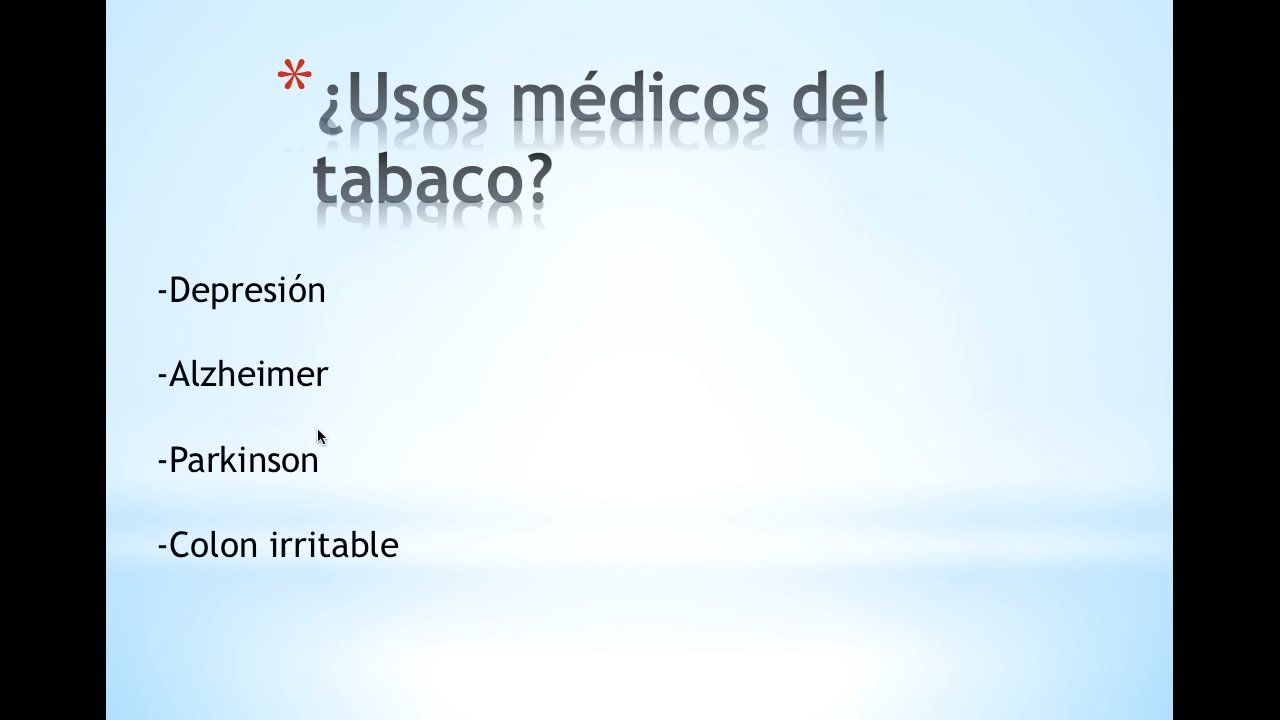 *¿Usos médicos del
tabaco?
-Depresión
-Alzheimer
-Parkinson
-Colon irritable